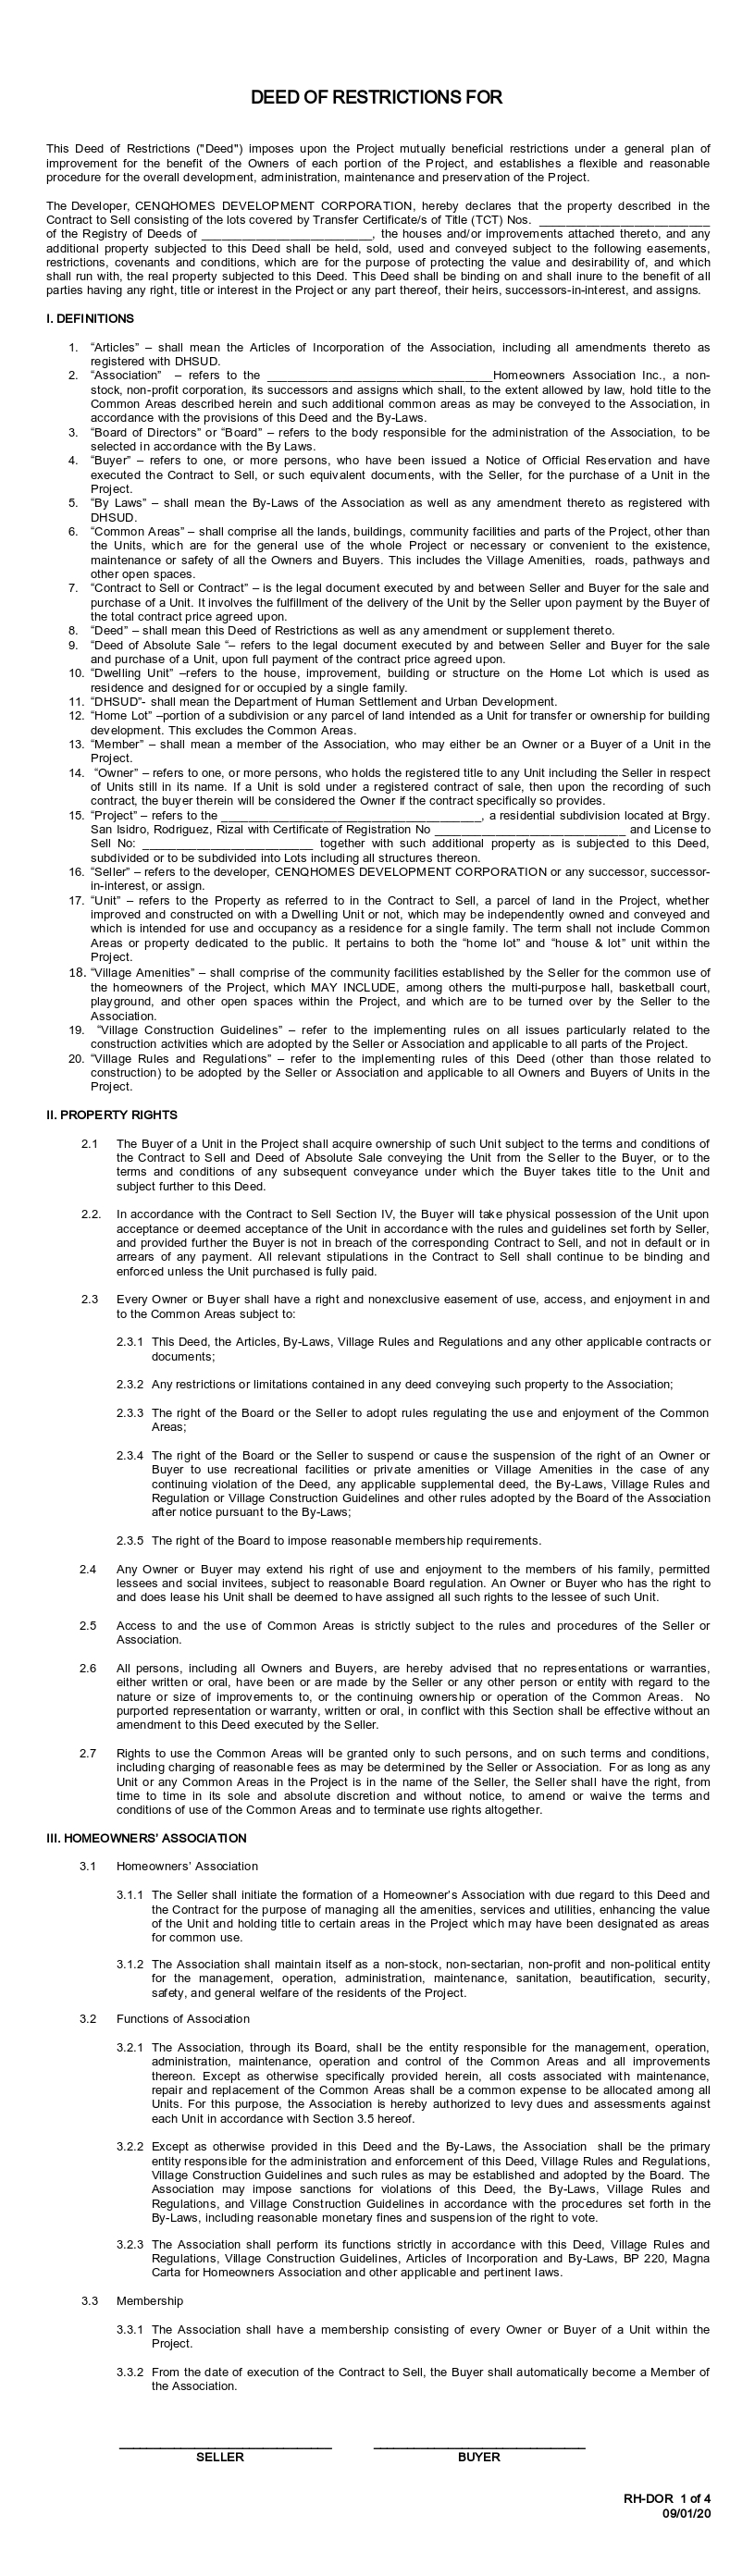 DEED OF RESTRICTIONS FOR
This Deed of Restrictions ("Deed") imposes upon the Project mutually beneficial restrictions under a general plan of
improvement for the benefit of the Owners of each portion of the Project, and establishes a flexible and reasonable
procedure for the overall development, administration, maintenance and preservation of the Project.
The Developer, CENQHOMES DEVELOPMENT CORPORATION, hereby declares that the property described in the
Contract to Sell consisting of the lots covered by Transfer Certificate/s of Title (TCT) Nos. _________________________
of the Registry of Deeds of _________________________, the houses and/or improvements attached thereto, and any
additional property subjected to this Deed shall be held, sold, used and conveyed subject to the following easements,
restrictions, covenants and conditions, which are for the purpose of protecting the value and desirability of, and which
shall run with, the real property subjected to this Deed. This Deed shall be binding on and shall inure to the benefit of all
parties having any right, title or interest in the Project or any part thereof, their heirs, successors-in-interest, and assigns.
I. DEFINITIONS
1. “Articles” – shall mean the Articles of Incorporation of the Association, including all amendments thereto as
registered with DHSUD.
2. “Association” – refers to the _________________________________Homeowners Association Inc., a non-
stock, non-profit corporation, its successors and assigns which shall, to the extent allowed by law, hold title to the
Common Areas described herein and such additional common areas as may be conveyed to the Association, in
accordance with the provisions of this Deed and the By-Laws.
3. “Board of Directors” or “Board” – refers to the body responsible for the administration of the Association, to be
selected in accordance with the By Laws.
4. “Buyer” – refers to one, or more persons, who have been issued a Notice of Official Reservation and have
executed the Contract to Sell, or such equivalent documents, with the Seller, for the purchase of a Unit in the
Project.
5. “By Laws” – shall mean the By-Laws of the Association as well as any amendment thereto as registered with
DHSUD.
6. “Common Areas” – shall comprise all the lands, buildings, community facilities and parts of the Project, other than
the Units, which are for the general use of the whole Project or necessary or convenient to the existence,
maintenance or safety of all the Owners and Buyers. This includes the Village Amenities, roads, pathways and
other open spaces.
7. “Contract to Sell or Contract” – is the legal document executed by and between Seller and Buyer for the sale and
purchase of a Unit. It involves the fulfillment of the delivery of the Unit by the Seller upon payment by the Buyer of
the total contract price agreed upon.
8. “Deed” – shall mean this Deed of Restrictions as well as any amendment or supplement thereto.
9. “Deed of Absolute Sale “– refers to the legal document executed by and between Seller and Buyer for the sale
and purchase of a Unit, upon full payment of the contract price agreed upon.
10. “Dwelling Unit” –refers to the house, improvement, building or structure on the Home Lot which is used as
residence and designed for or occupied by a single family.
11. “DHSUD”- shall mean the Department of Human Settlement and Urban Development.
12. “Home Lot” –portion of a subdivision or any parcel of land intended as a Unit for transfer or ownership for building
development. This excludes the Common Areas.
13. “Member” – shall mean a member of the Association, who may either be an Owner or a Buyer of a Unit in the
Project.
14. “Owner” – refers to one, or more persons, who holds the registered title to any Unit including the Seller in respect
of Units still in its name. If a Unit is sold under a registered contract of sale, then upon the recording of such
contract, the buyer therein will be considered the Owner if the contract specifically so provides.
15. “Project” – refers to the ______________________________________, a residential subdivision located at Brgy.
San Isidro, Rodriguez, Rizal with Certificate of Registration No ____________________________ and License to
Sell No: _________________________ together with such additional property as is subjected to this Deed,
subdivided or to be subdivided into Lots including all structures thereon.
16. “Seller” – refers to the developer, CENQHOMES DEVELOPMENT CORPORATION or any successor, successor-
in-interest, or assign.
17. “Unit” – refers to the Property as referred to in the Contract to Sell, a parcel of land in the Project, whether
improved and constructed on with a Dwelling Unit or not, which may be independently owned and conveyed and
which is intended for use and occupancy as a residence for a single family. The term shall not include Common
Areas or property dedicated to the public. It pertains to both the “home lot” and “house & lot” unit within the
Project.
18. “Village Amenities” – shall comprise of the community facilities established by the Seller for the common use of
the homeowners of the Project, which MAY INCLUDE, among others the multi-purpose hall, basketball court,
playground, and other open spaces within the Project, and which are to be turned over by the Seller to the
Association.
19. “Village Construction Guidelines” – refer to the implementing rules on all issues particularly related to the
construction activities which are adopted by the Seller or Association and applicable to all parts of the Project.
20. “Village Rules and Regulations” – refer to the implementing rules of this Deed (other than those related to
construction) to be adopted by the Seller or Association and applicable to all Owners and Buyers of Units in the
Project.
II. PROPERTY RIGHTS
2.1 The Buyer of a Unit in the Project shall acquire ownership of such Unit subject to the terms and conditions of
the Contract to Sell and Deed of Absolute Sale conveying the Unit from the Seller to the Buyer, or to the
terms and conditions of any subsequent conveyance under which the Buyer takes title to the Unit and
subject further to this Deed.
2.2. In accordance with the Contract to Sell Section IV, the Buyer will take physical possession of the Unit upon
acceptance or deemed acceptance of the Unit in accordance with the rules and guidelines set forth by Seller,
and provided further the Buyer is not in breach of the corresponding Contract to Sell, and not in default or in
arrears of any payment. All relevant stipulations in the Contract to Sell shall continue to be binding and
enforced unless the Unit purchased is fully paid.
2.3 Every Owner or Buyer shall have a right and nonexclusive easement of use, access, and enjoyment in and
to the Common Areas subject to:
2.3.1 This Deed, the Articles, By-Laws, Village Rules and Regulations and any other applicable contracts or
documents;
2.3.2 Any restrictions or limitations contained in any deed conveying such property to the Association;
2.3.3 The right of the Board or the Seller to adopt rules regulating the use and enjoyment of the Common
Areas;
2.3.4 The right of the Board or the Seller to suspend or cause the suspension of the right of an Owner or
Buyer to use recreational facilities or private amenities or Village Amenities in the case of any
continuing violation of the Deed, any applicable supplemental deed, the By-Laws, Village Rules and
Regulation or Village Construction Guidelines and other rules adopted by the Board of the Association
after notice pursuant to the By-Laws;
2.3.5 The right of the Board to impose reasonable membership requirements.
2.4 Any Owner or Buyer may extend his right of use and enjoyment to the members of his family, permitted
lessees and social invitees, subject to reasonable Board regulation. An Owner or Buyer who has the right to
and does lease his Unit shall be deemed to have assigned all such rights to the lessee of such Unit.
2.5 Access to and the use of Common Areas is strictly subject to the rules and procedures of the Seller or
Association.
2.6 All persons, including all Owners and Buyers, are hereby advised that no representations or warranties,
either written or oral, have been or are made by the Seller or any other person or entity with regard to the
nature or size of improvements to, or the continuing ownership or operation of the Common Areas. No
purported representation or warranty, written or oral, in conflict with this Section shall be effective without an
amendment to this Deed executed by the Seller.
2.7 Rights to use the Common Areas will be granted only to such persons, and on such terms and conditions,
including charging of reasonable fees as may be determined by the Seller or Association. For as long as any
Unit or any Common Areas in the Project is in the name of the Seller, the Seller shall have the right, from
time to time in its sole and absolute discretion and without notice, to amend or waive the terms and
conditions of use of the Common Areas and to terminate use rights altogether.
III. HOMEOWNERS’ ASSOCIATION
3.1 Homeowners’ Association
3.1.1 The Seller shall initiate the formation of a Homeowner’s Association with due regard to this Deed and
the Contract for the purpose of managing all the amenities, services and utilities, enhancing the value
of the Unit and holding title to certain areas in the Project which may have been designated as areas
for common use.
3.1.2 The Association shall maintain itself as a non-stock, non-sectarian, non-profit and non-political entity
for the management, operation, administration, maintenance, sanitation, beautification, security,
safety, and general welfare of the residents of the Project.
3.2 Functions of Association
3.2.1 The Association, through its Board, shall be the entity responsible for the management, operation,
administration, maintenance, operation and control of the Common Areas and all improvements
thereon. Except as otherwise specifically provided herein, all costs associated with maintenance,
repair and replacement of the Common Areas shall be a common expense to be allocated among all
Units. For this purpose, the Association is hereby authorized to levy dues and assessments against
each Unit in accordance with Section 3.5 hereof.
3.2.2 Except as otherwise provided in this Deed and the By-Laws, the Association shall be the primary
entity responsible for the administration and enforcement of this Deed, Village Rules and Regulations,
Village Construction Guidelines and such rules as may be established and adopted by the Board. The
Association may impose sanctions for violations of this Deed, the By-Laws, Village Rules and
Regulations, and Village Construction Guidelines in accordance with the procedures set forth in the
By-Laws, including reasonable monetary fines and suspension of the right to vote.
3.2.3 The Association shall perform its functions strictly in accordance with this Deed, Village Rules and
Regulations, Village Construction Guidelines, Articles of Incorporation and By-Laws, BP 220, Magna
Carta for Homeowners Association and other applicable and pertinent laws.
3.3 Membership
3.3.1 The Association shall have a membership consisting of every Owner or Buyer of a Unit within the
Project.
3.3.2 From the date of execution of the Contract to Sell, the Buyer shall automatically become a Member of
the Association.
_______________________________ _______________________________
SELLER BUYER
RH-DOR 1 of 4
09/01/20